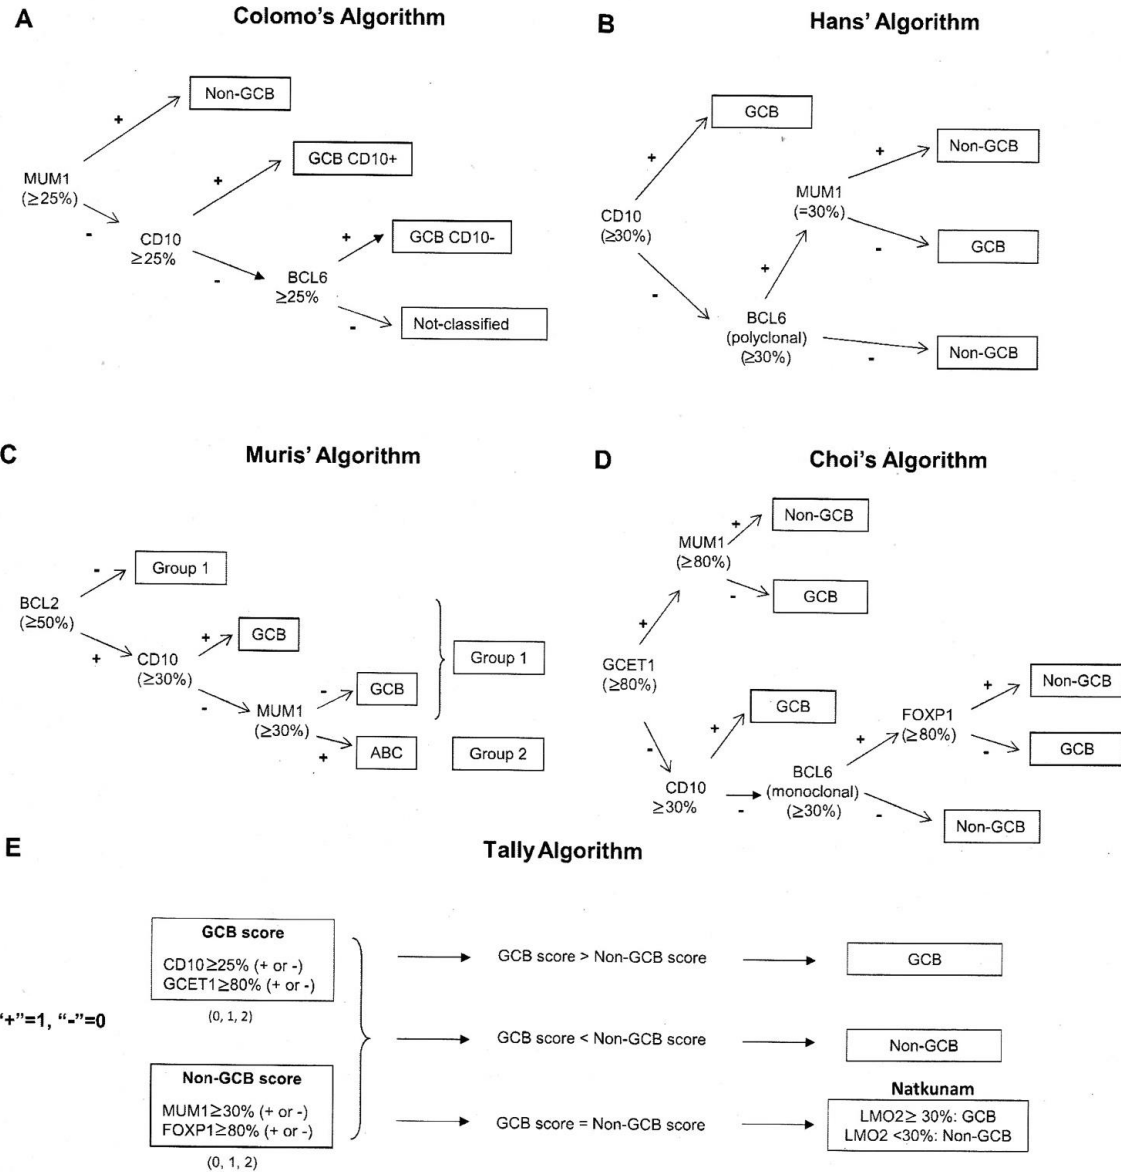 A
Colomo's Algorithm
Non-GCB
+
GCB CD10+
MUM1
(≥25%)
+
-
CD10
≥25%
+
GCB CD10-
-
BCL6
≥25%
-
Not-classified
B
Hans' Algorithm
GCB
+
Non-GCB
+
MUM1
(=30%)
CD10
(≥30%)
-
GCB
+
-
BCL6
(polyclonal)
(≥30%)
-
Non-GCB
C
Muris' Algorithm
-
Group 1
BCL2
(≥50%)
+
CD10
(≥30%)
+
GCB
-
MUM1
(≥30%)
-
GCB
+
ABC
Group 1
Group 2
D
Choi's Algorithm
+
Non-GCB
MUM1
(≥80%)
-
GCB
+
GCET1
(≥80%)
-
CD10
≥30%
+
GCB
-
BCL6
(monoclonal)
(≥30%)
+
FOXP1
(≥80%)
+
Non-GCB
-
GCB
-
Non-GCB
E
Tally Algorithm
"+"=1, "-"=0
GCB score
CD10≥25% (+ or -)
GCET1≥80% (+ or -)
(0, 1, 2)
Non-GCB score
MUM1≥30% (+ or -)
FOXP1≥80% (+ or -)
(0, 1, 2)
GCB score > Non-GCB score
GCB
GCB score < Non-GCB score
Non-GCB
GCB score = Non-GCB score
Natkunam
LMO2≥ 30%: GCB
LMO2 <30%: Non-GCB